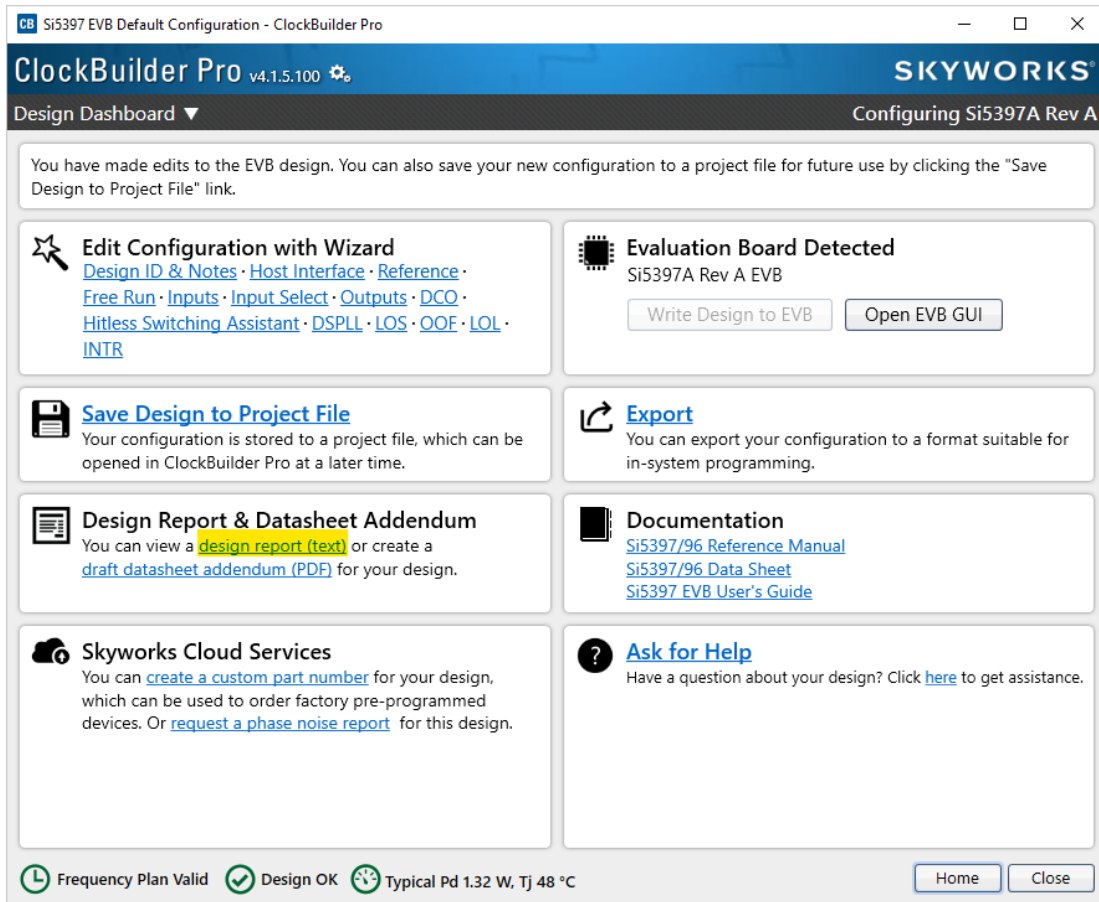 CB Si5397 EVB Default Configuration - ClockBuilder Pro
ClockBuilder Pro v4.1.5.100
SKYWORKS®
Design Dashboard ▼
Configuring Si5397A Rev A
You have made edits to the EVB design. You can also save your new configuration to a project file for future use by clicking the "Save
Design to Project File" link.
Edit Configuration with Wizard
Design ID & Notes · Host Interface · Reference ·
Free Run · Inputs · Input Select · Outputs · DCO ·
Hitless Switching Assistant · DSPLL · LOS · OOF · LOL ·
INTR
Evaluation Board Detected
Si5397A Rev A EVB
Write Design to EVB
Open EVB GUI
Save Design to Project File
Your configuration is stored to a project file, which can be
opened in ClockBuilder Pro at a later time.
Export
You can export your configuration to a format suitable for
in-system programming.
Design Report & Datasheet Addendum
You can view a design report (text) or create a
draft datasheet addendum (PDF) for your design.
Documentation
Si5397/96 Reference Manual
Si5397/96 Data Sheet
Si5397 EVB User's Guide
Skyworks Cloud Services
You can create a custom part number for your design,
which can be used to order factory pre-programmed
devices. Or request a phase noise report for this design.
? Ask for Help
Have a question about your design? Click here to get assistance.
Frequency Plan Valid
Design OK
Typical Pd 1.32 W, Tj 48 °C
Home
Close